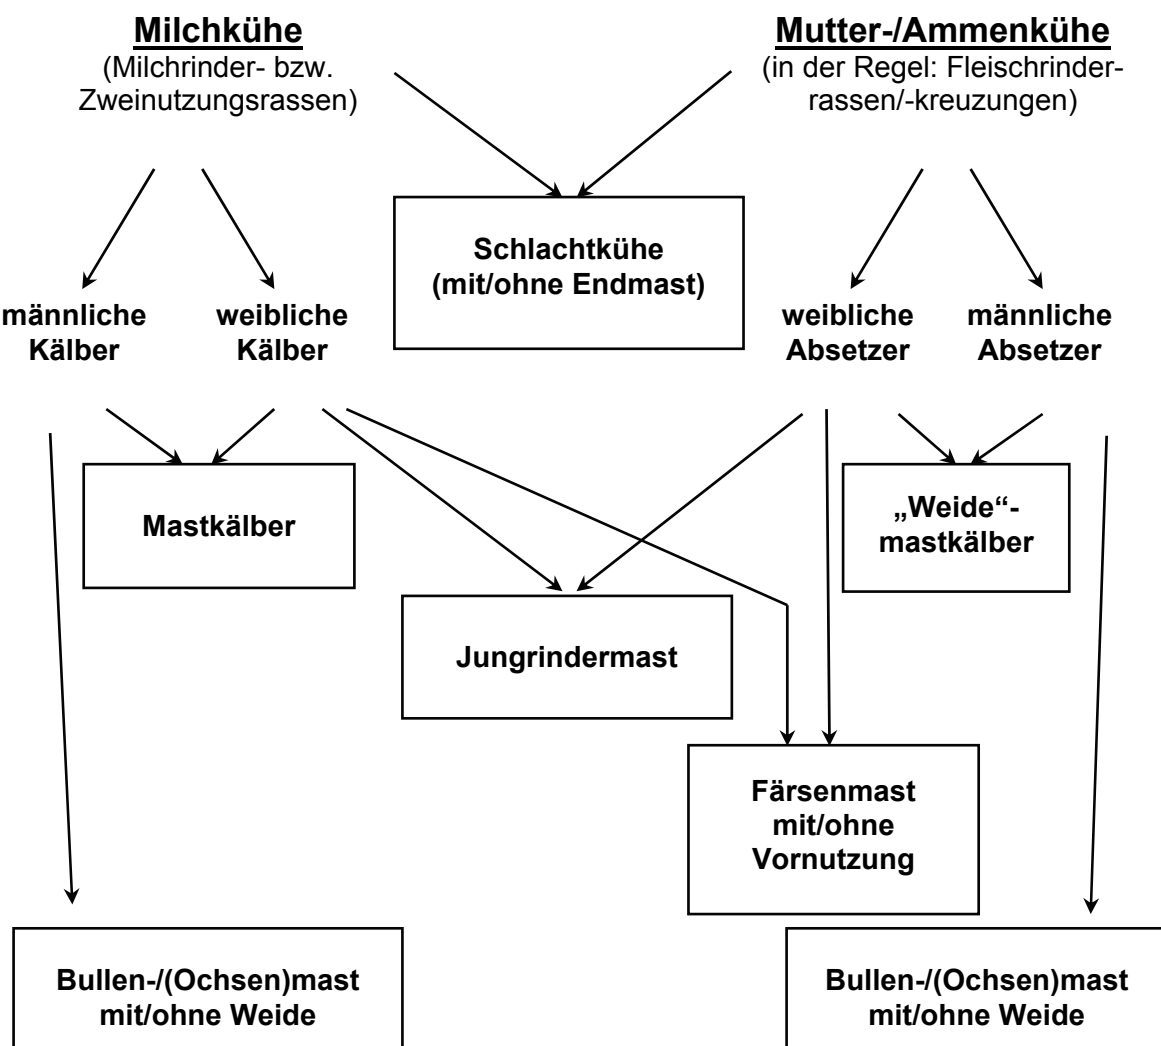 Milchkühe
(Milchrinder- bzw.
Zweinutzungsrassen)
Mutter-/Ammenkühe
(in der Regel: Fleischrinder-
rassen/-kreuzungen)
Schlachtkühe
(mit/ohne Endmast)
männliche
Kälber
weibliche
Kälber
weibliche
Absetzer
männliche
Absetzer
Mastkälber
„Weide“-
mastkälber
Jungrindermast
Färsenmast
mit/ohne
Vornutzung
Bullen-/(Ochsen)mast
mit/ohne Weide
Bullen-/(Ochsen)mast
mit/ohne Weide